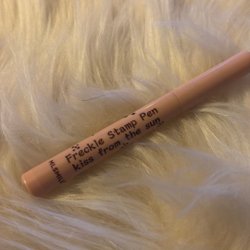 Freckle Stamp Pen
kiss from the sun